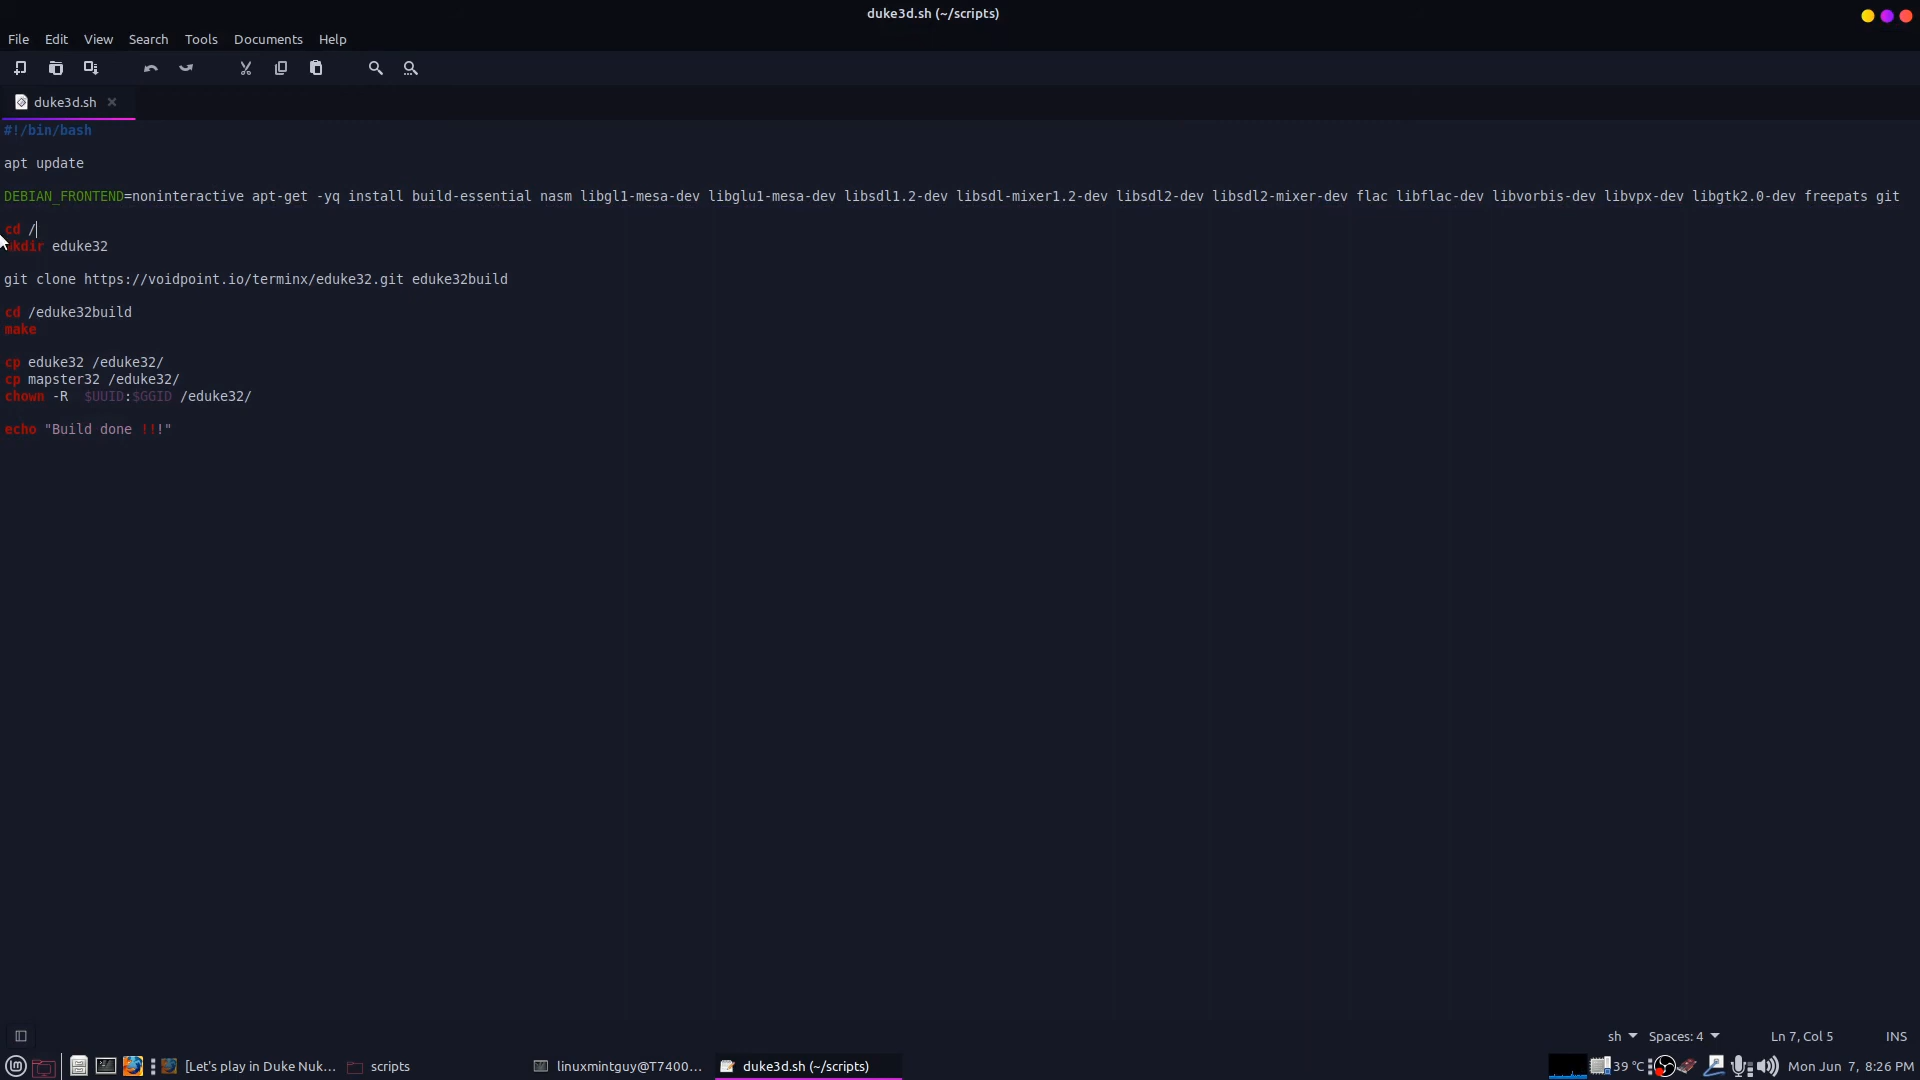 duke3d.sh (~/scripts)
File Edit View Search Tools Documents Help
duke3d.sh
#!/bin/bash
apt update
DEBIAN_FRONTEND=noninteractive apt-get -yq install build-essential nasm libgl1-mesa-dev libglu1-mesa-dev libsdl1.2-dev libsdl-mixer1.2-dev libsdl2-dev libsdl2-mixer-dev flac libflac-dev libvorbis-dev libvpx-dev libgtk2.0-dev freepats git
cd /
kdir eduke32
git clone https://voidpoint.io/terminx/eduke32.git eduke32build
cd /eduke32build
make
cp eduke32 /eduke32/
cp mapster32 /eduke32/
chown -R  $UUID:$GGID /eduke32/
echo "Build done !!!"
sh Spaces: 4 Ln 7, Col 5 INS
[Let's play in Duke Nuk... scripts linuxmintguy@T7400... duke3d.sh (~/scripts) 39 °C Mon Jun 7, 8:26 PM